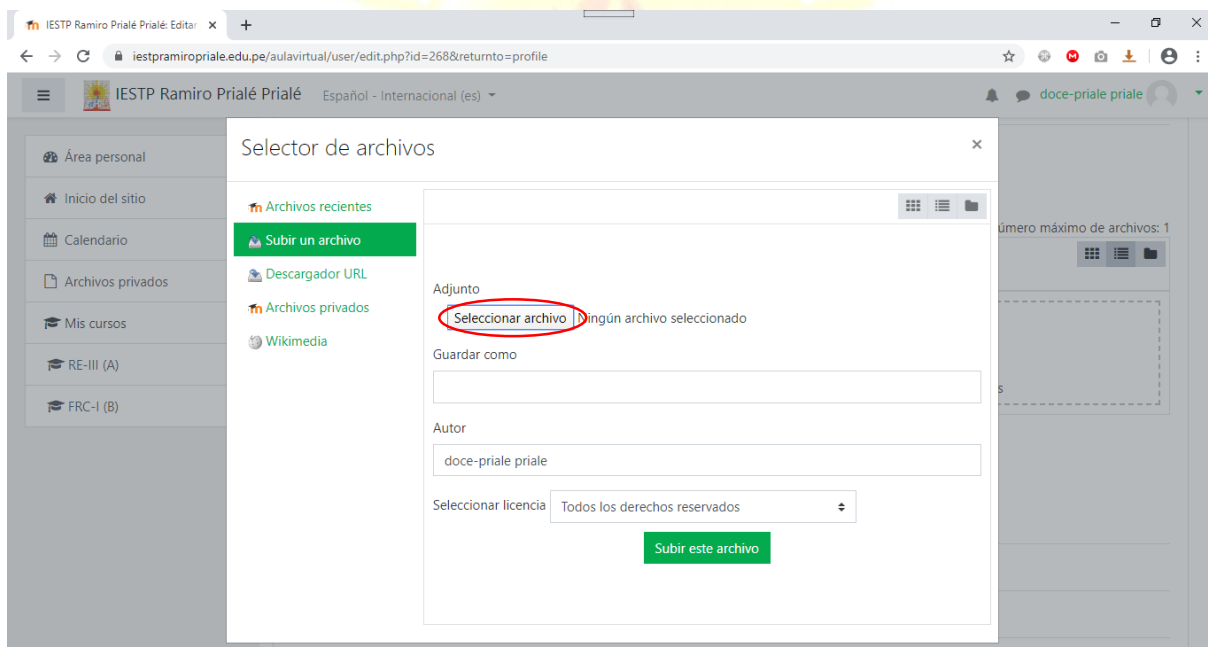 IESTP Ramiro Prialé Prialé: Editar
iestpramiropriale.edu.pe/aulavirtual/user/edit.php?id=268&returnto=profile
IESTP Ramiro Prialé Prialé Español - Internacional (es) doce-priale priale
Área personal
Inicio del sitio
Calendario
Archivos privados
Mis cursos
RE-III (A)
FRC-I (B)
Selector de archivos
Archivos recientes
Subir un archivo
Descargador URL
Archivos privados
Wikimedia
Adjunto
Seleccionar archivo Ningún archivo seleccionado
Guardar como
Autor
doce-priale priale
Seleccionar licencia Todos los derechos reservados
Subir este archivo
úmero máximo de archivos: 1
s